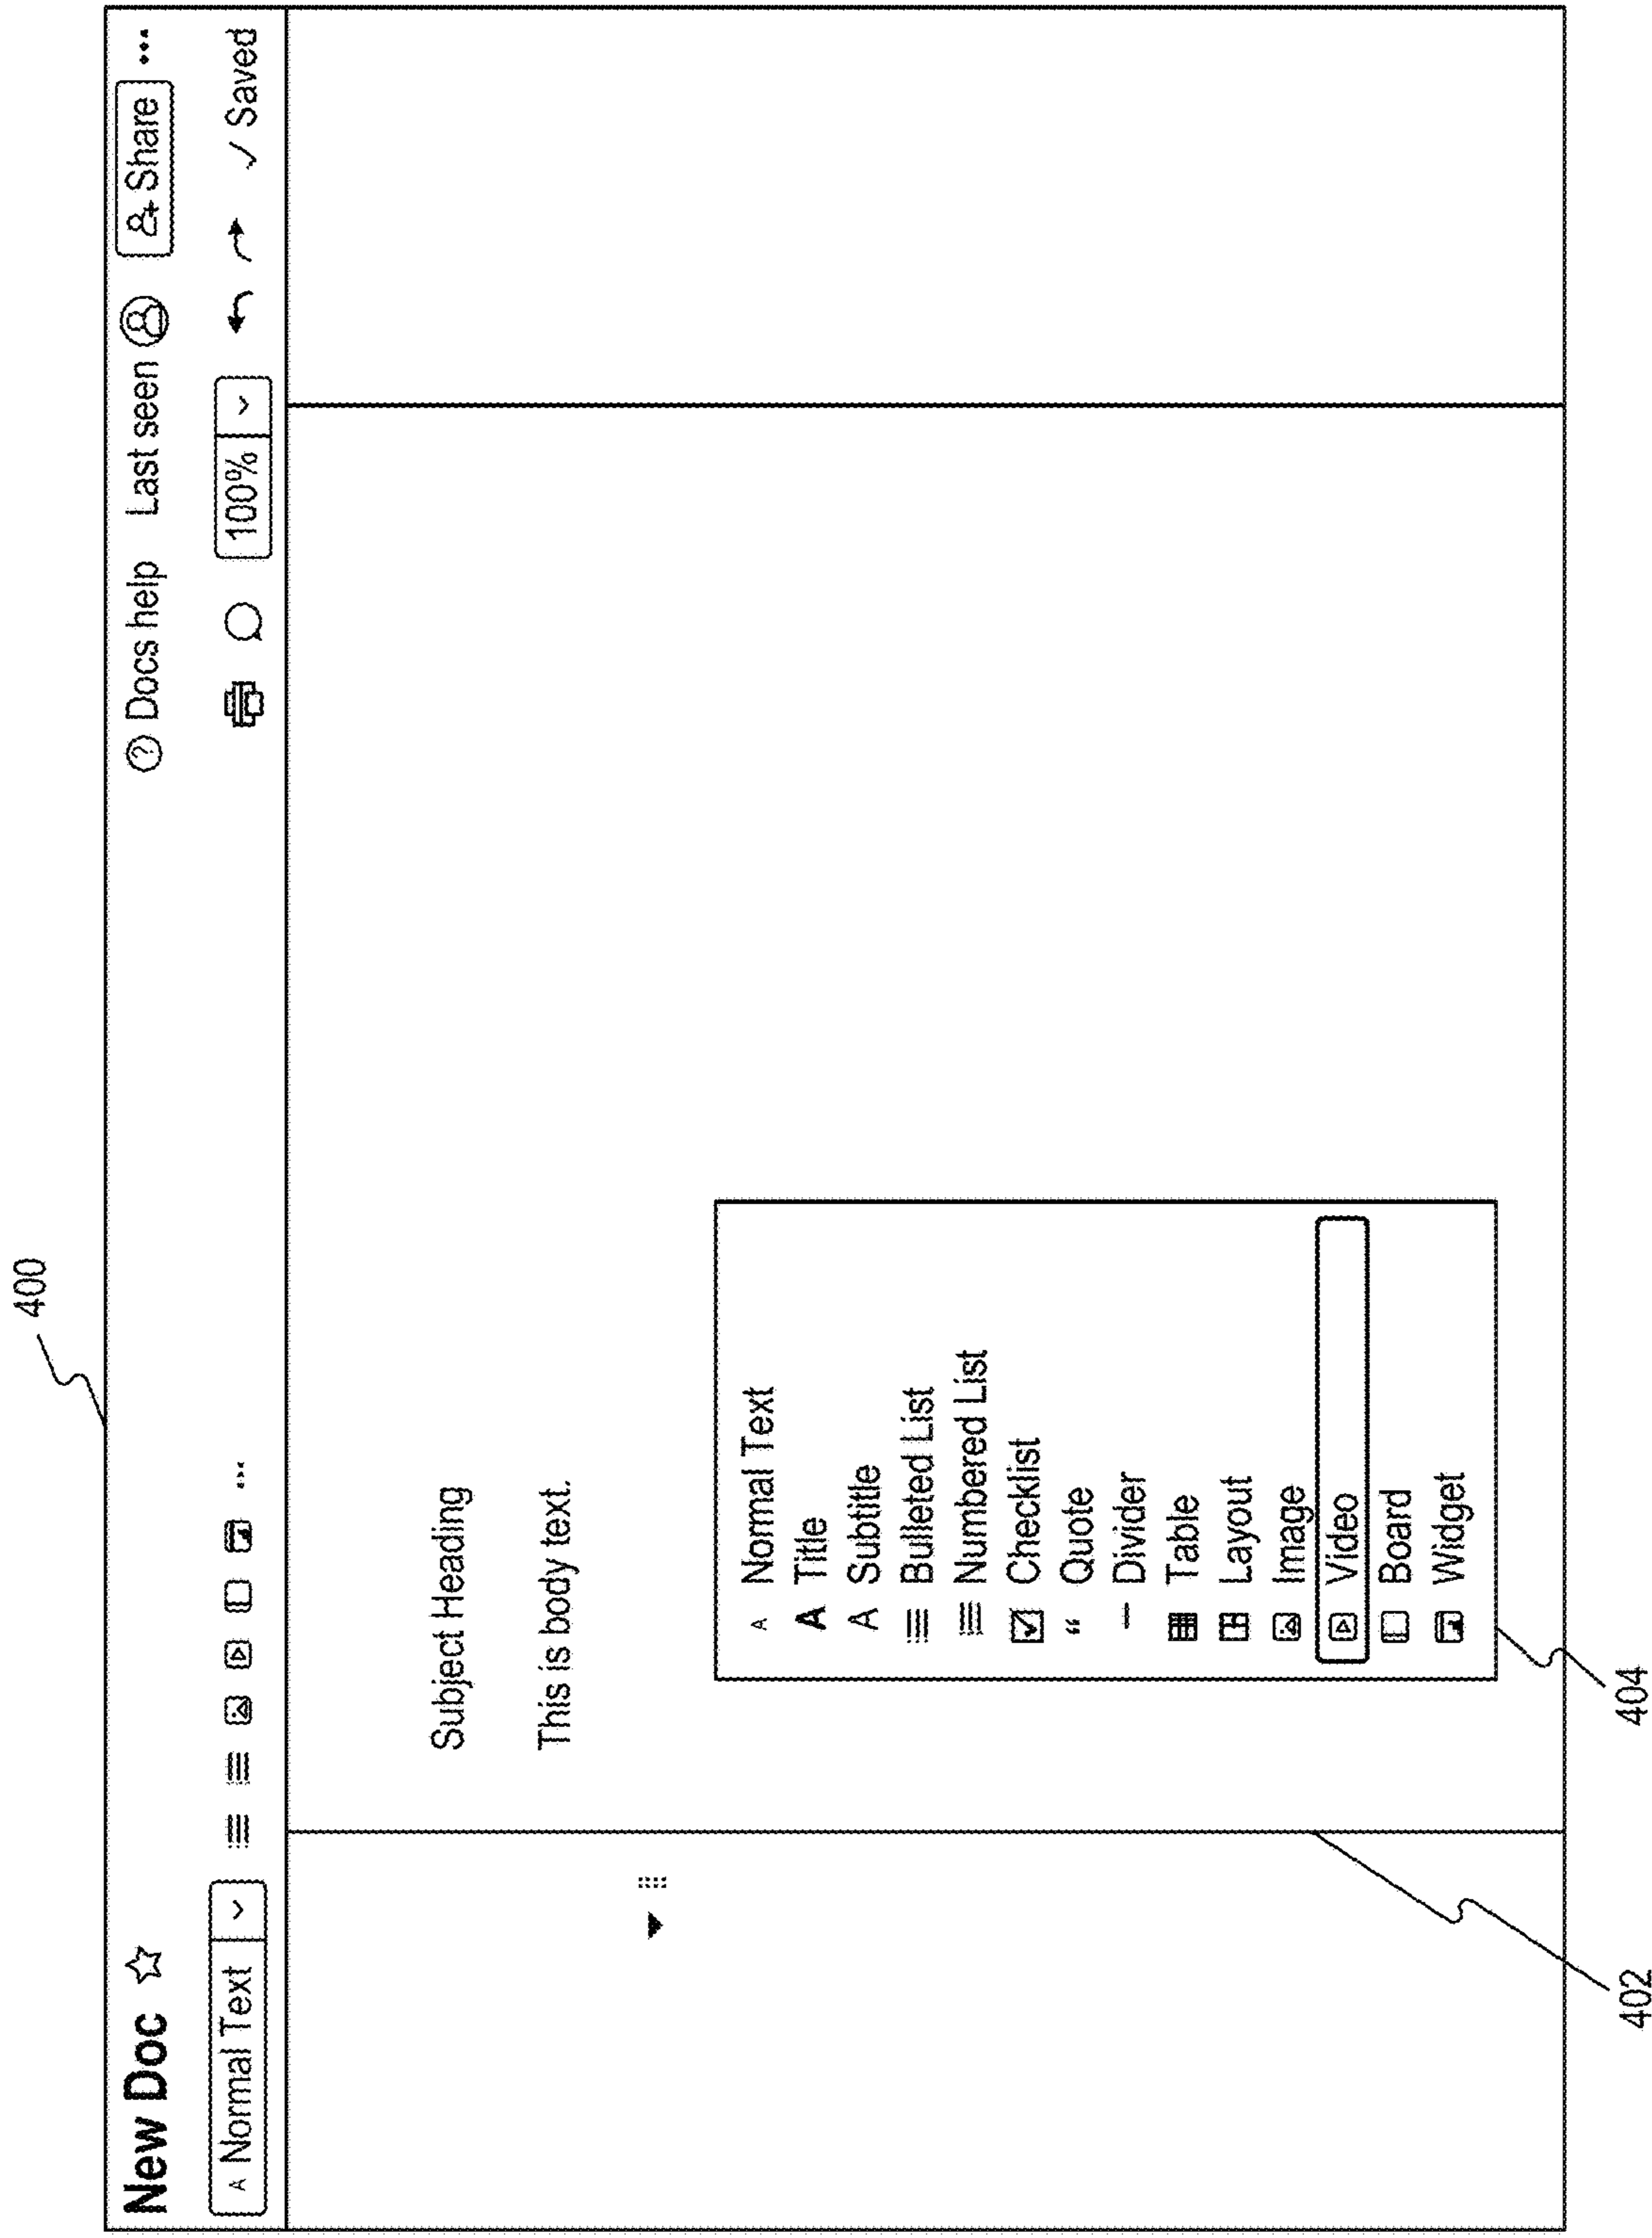 400
New Doc
Docs help Last seen Share
A Normal Text 100% Saved
Subject Heading
This is body text.
A Normal Text
A Title
A Subtitle
Bulleted List
Numbered List
Checklist
“ Quote
Divider
Table
Layout
Image
Video
Board
Widget
402
404